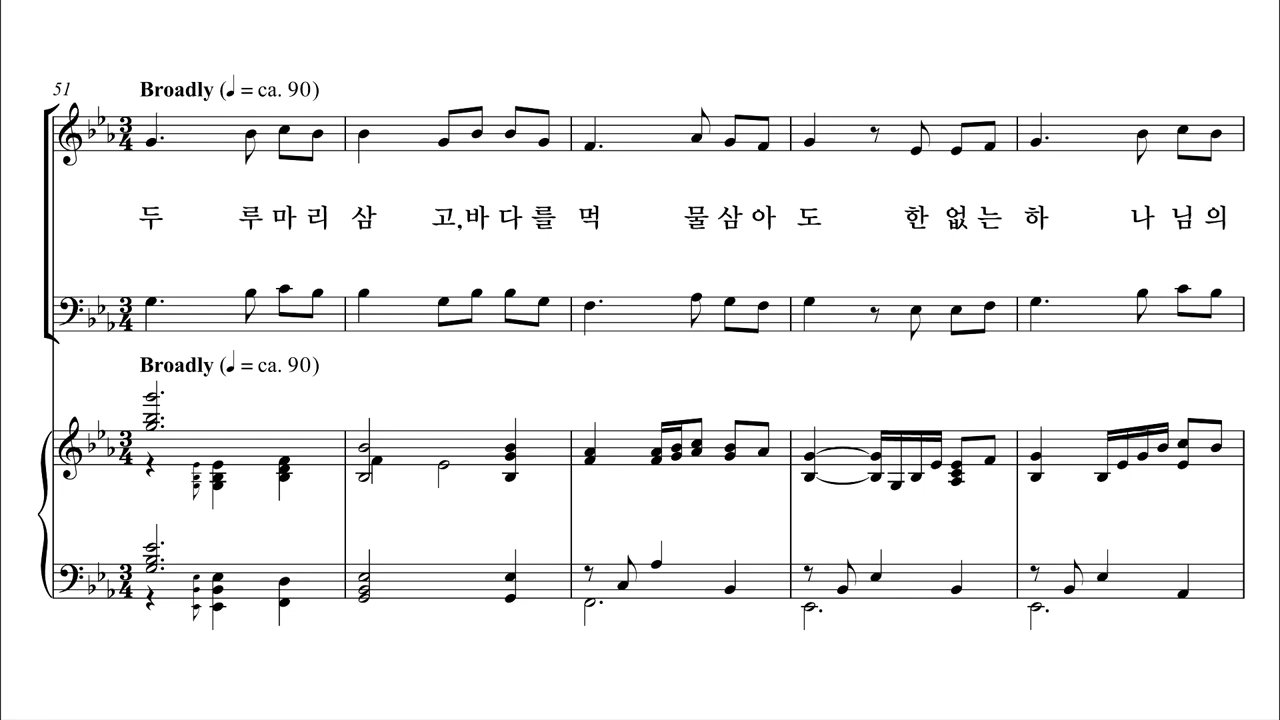 51
Broadly (♩ = ca. 90)
두 루 마 리 삼 고, 바 다 를 먹 물 삼 아 도 한 없 는 하 나 님 의
Broadly (♩ = ca. 90)